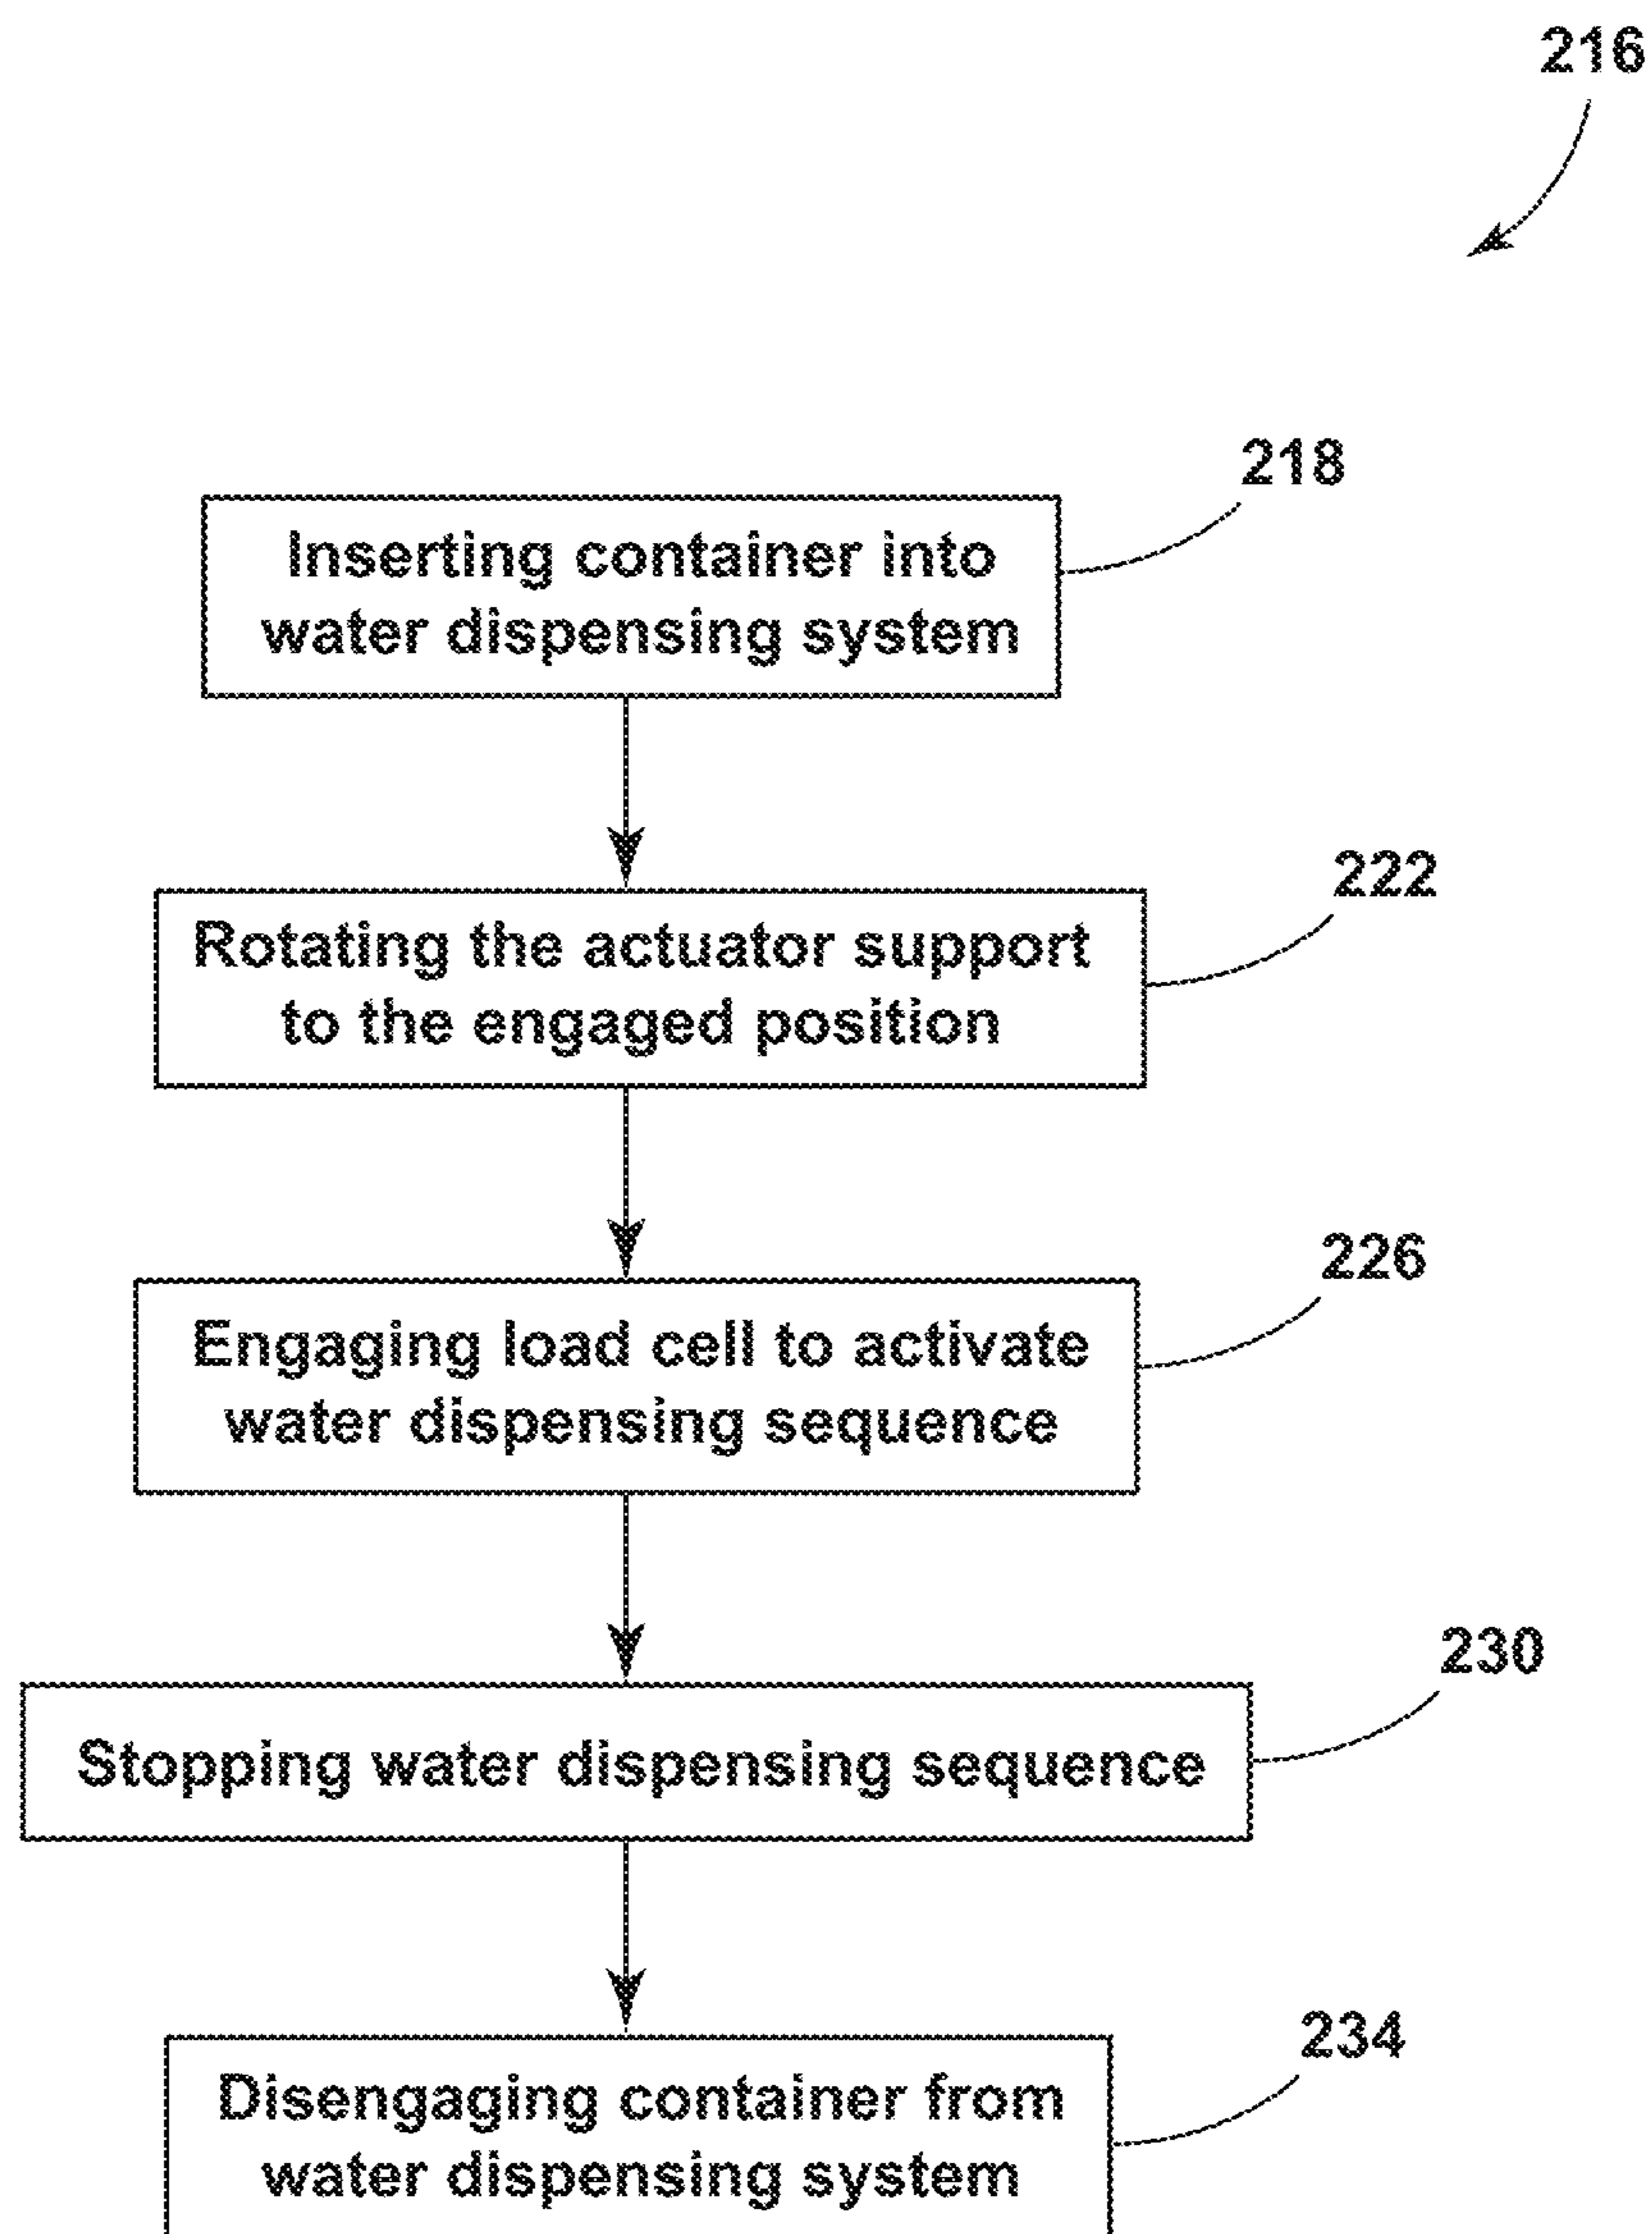 216
218
Inserting container into
water dispensing system
222
Rotating the actuator support
to the engaged position
226
Engaging load cell to activate
water dispensing sequence
230
Stopping water dispensing sequence
234
Disengaging container from
water dispensing system